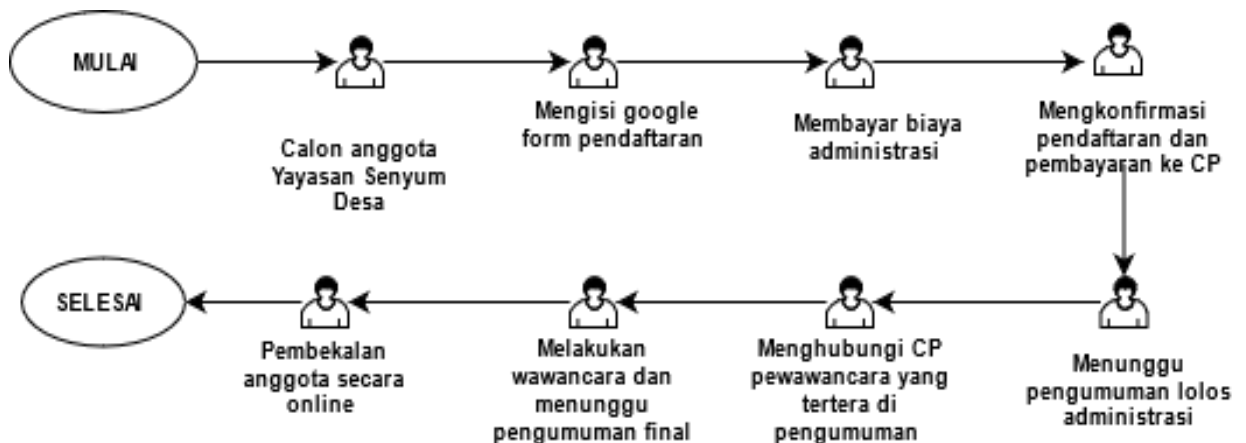 MULAI
Calon anggota
Yayasan Senyum
Desa
Mengisi google
form pendaftaran
Membayar biaya
administrasi
Mengkonfirmasi
pendaftaran dan
pembayaran ke CP
Menunggu
pengumuman lolos
administrasi
Menghubungi CP
pewawancara yang
tertera di
pengumuman
Melakukan
wawancara dan
menunggu
pengumuman final
Pembekalan
anggota secara
online
SELESAI